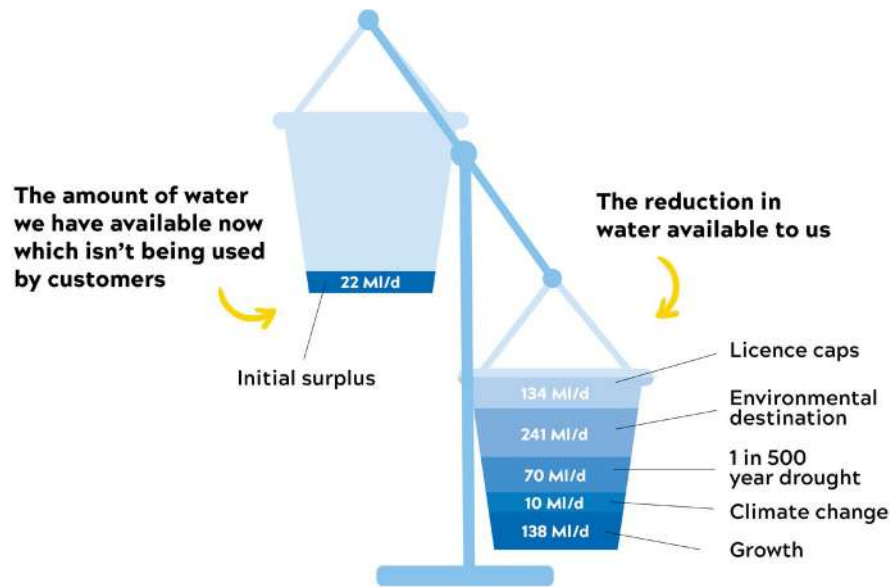 The amount of water
we have available now
which isn't being used
by customers
22 Ml/d
Initial surplus
The reduction in
water available to us
134 Ml/d
Licence caps
241 Ml/d
Environmental
destination
70 Ml/d
1 in 500
year drought
10 Ml/d
Climate change
138 Ml/d
Growth